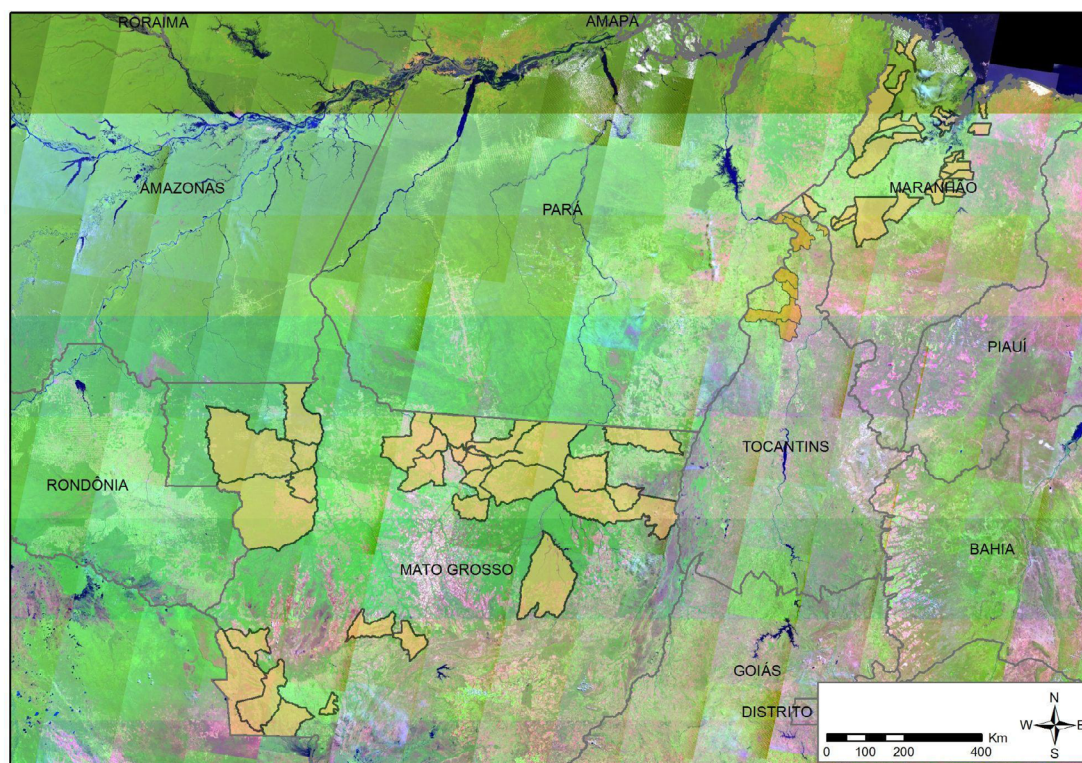 RORAIMA
AMAPÁ
AMAZONAS
PARÁ
MARANHÃO
PIAUÍ
TOCANTINS
RONDÔNIA
BAHIA
MATO GROSSO
GOIÁS
DISTRITO
N
W E
S
Km
0 100 200 400